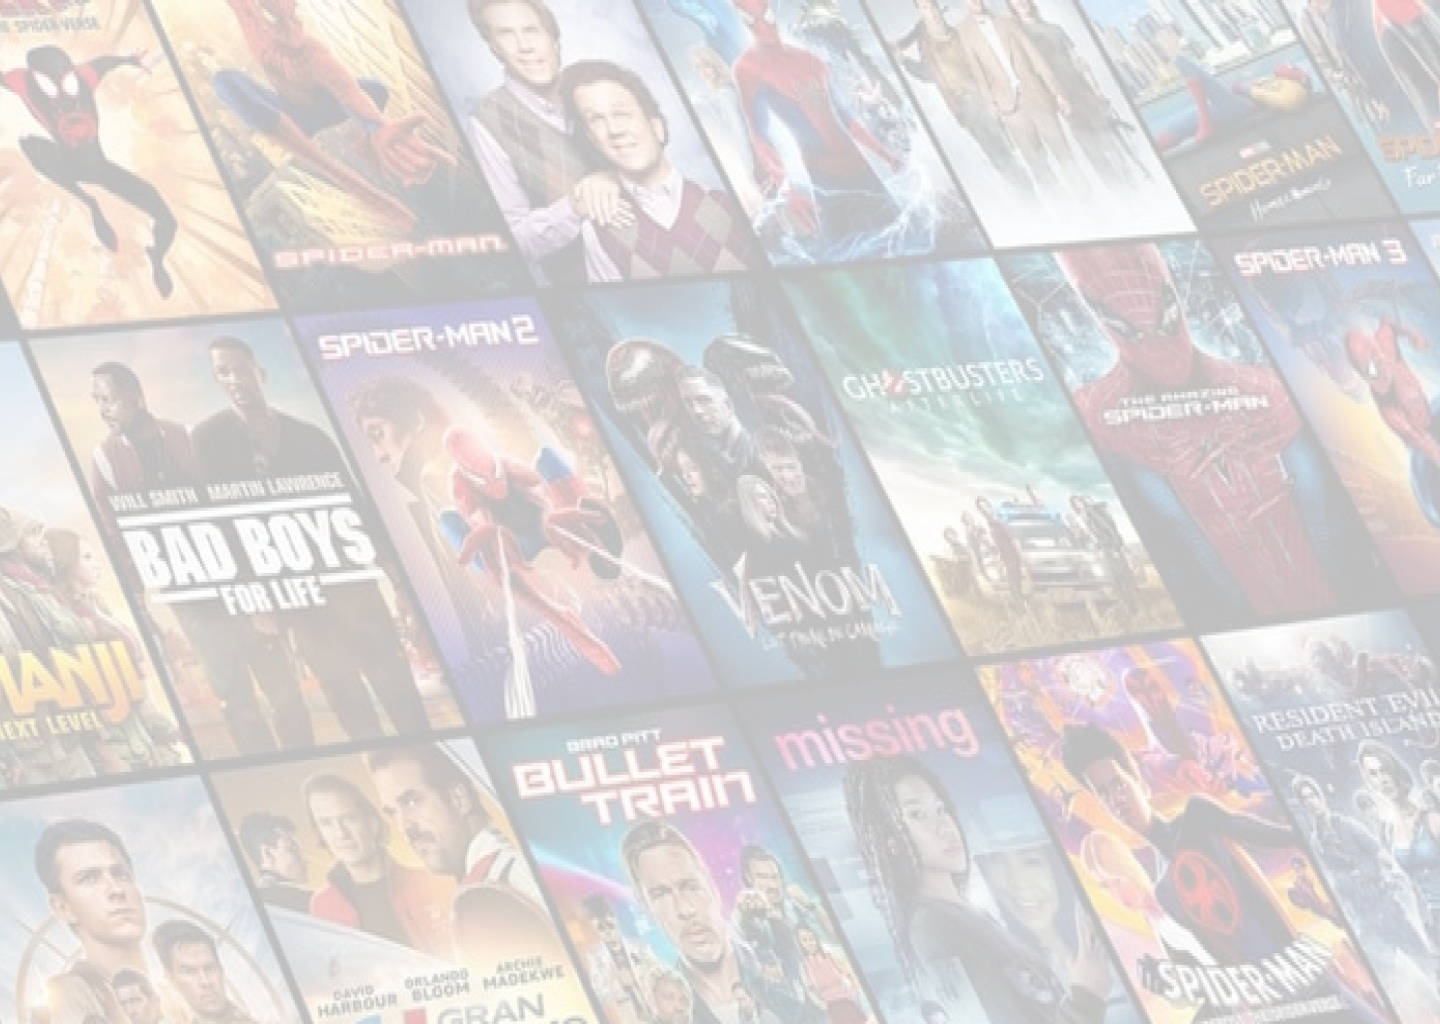 SPIDER-VERSE
SPIDER-MAN
SPIDER-MAN
Homecoming
SPIDER-MAN 2
GHOSTBUSTERS
AFTERLIFE
THE AMAZING
SPIDER-MAN
SPIDER-MAN 3
WILL SMITH MARTIN LAWRENCE
BAD BOYS
FOR LIFE
VENOM
NEXT LEVEL
BRAD PITT
BULLET
TRAIN
missing
RESIDENT EVIL
DEATH ISLAND
DAVID
HARBOUR
ORLANDO
BLOOM
ARCHIE
MADEKWE
GRAN
SPIDER-MAN